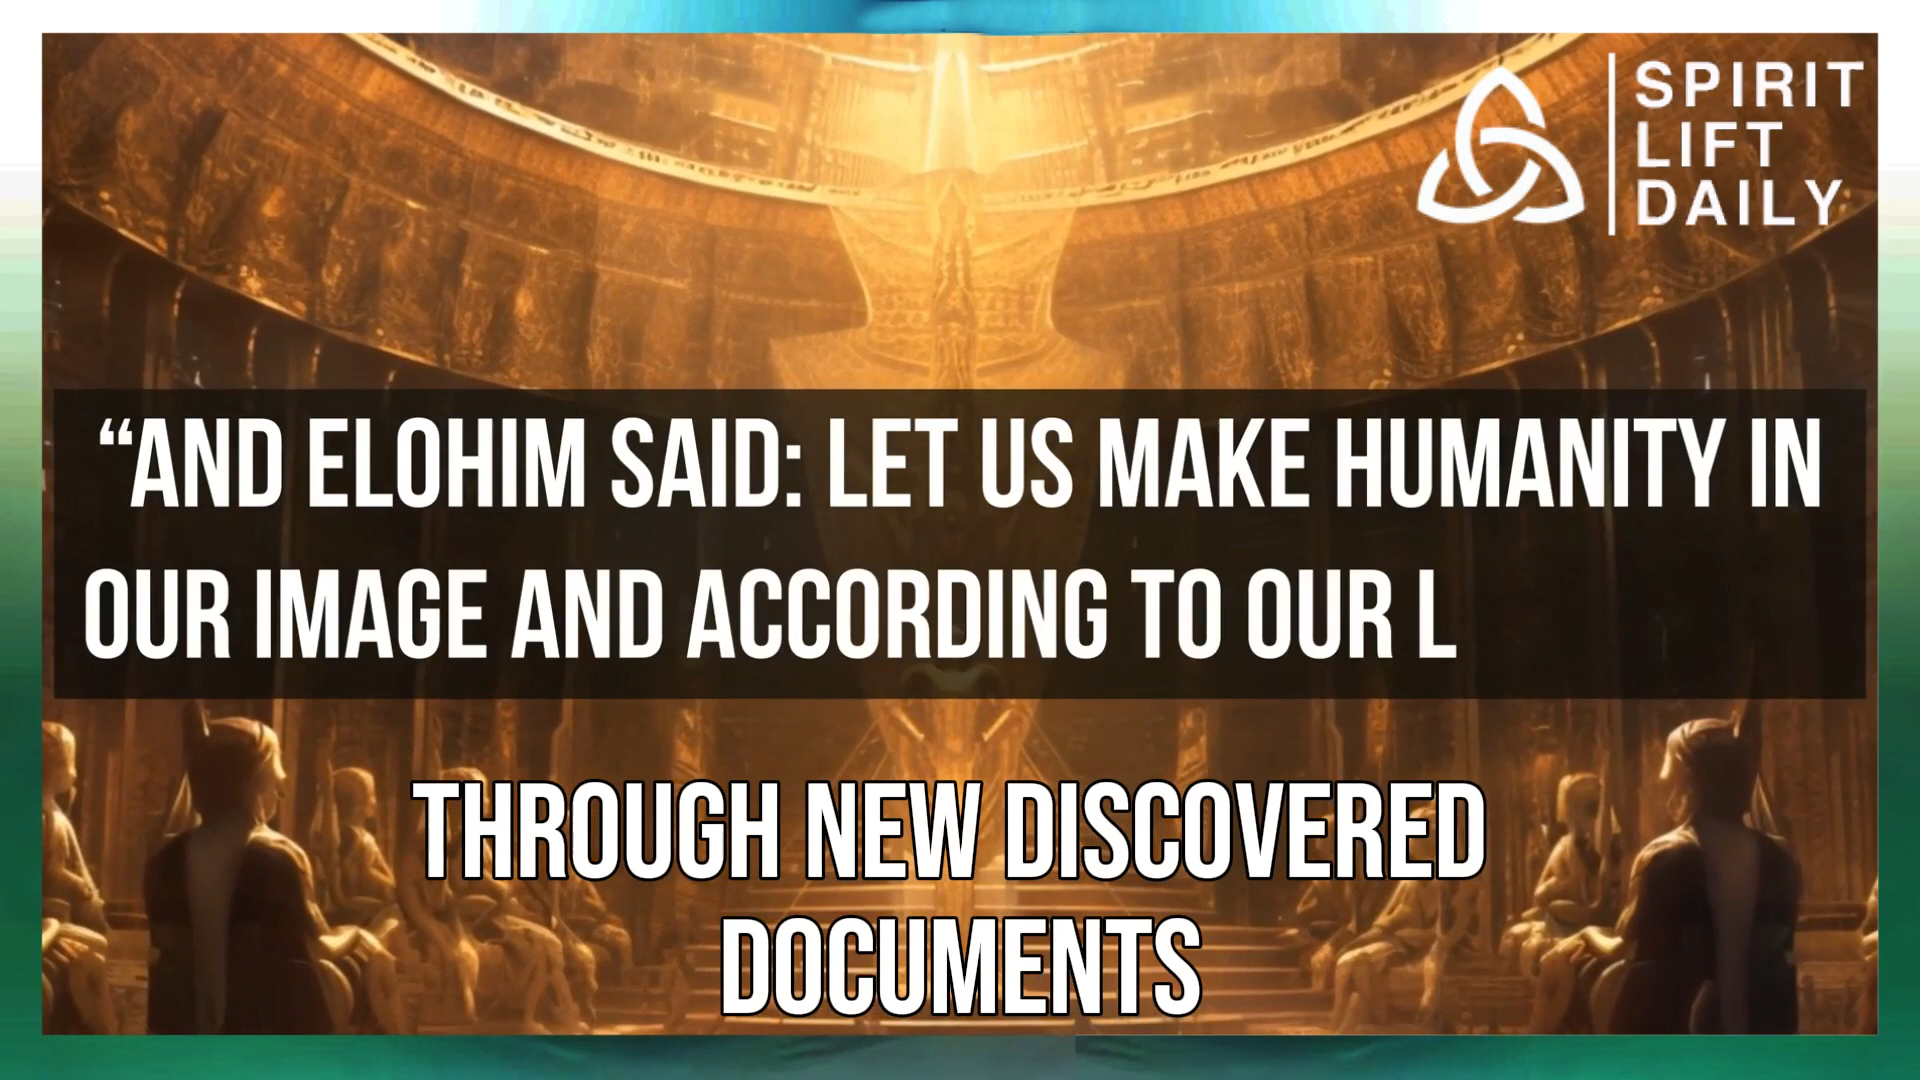 SPIRIT
LIFT
DAILY
“AND ELOHIM SAID: LET US MAKE HUMANITY IN
OUR IMAGE AND ACCORDING TO OUR L
THROUGH NEW DISCOVERED
DOCUMENTS